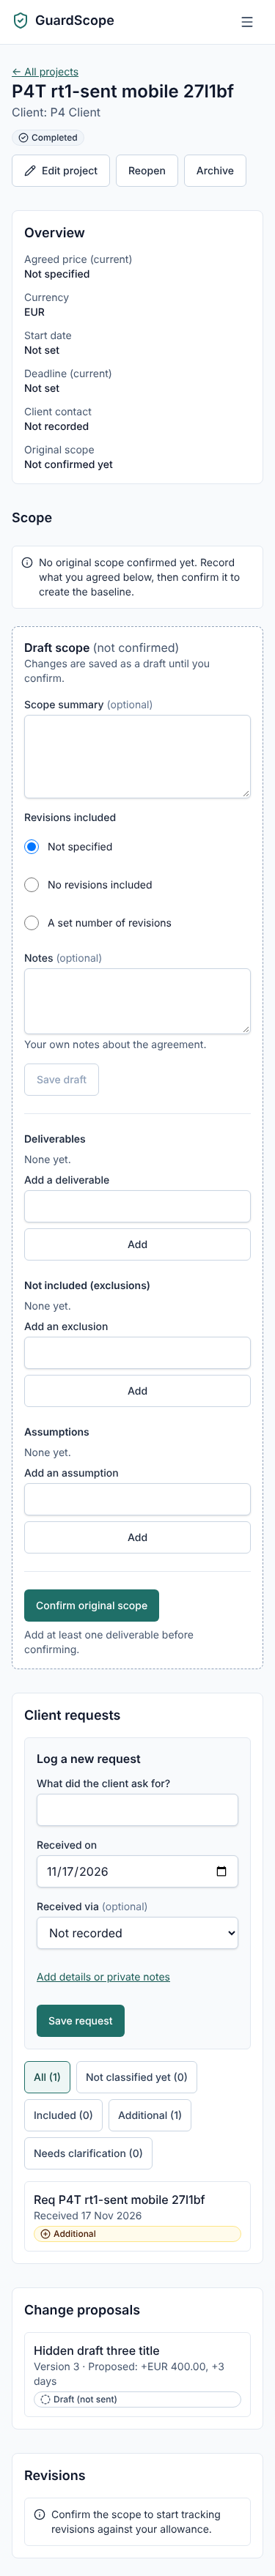 GuardScope
← All projects
P4T rt1-sent mobile 27l1bf
Client: P4 Client
Completed
Edit project
Reopen
Archive
Overview
Agreed price (current)
Not specified
Currency
EUR
Start date
Not set
Deadline (current)
Not set
Client contact
Not recorded
Original scope
Not confirmed yet
Scope
No original scope confirmed yet. Record
what you agreed below, then confirm it to
create the baseline.
Draft scope (not confirmed)
Changes are saved as a draft until you
confirm.
Scope summary (optional)
Revisions included
Not specified
No revisions included
A set number of revisions
Notes (optional)
Your own notes about the agreement.
Save draft
Deliverables
None yet.
Add a deliverable
Add
Not included (exclusions)
None yet.
Add an exclusion
Add
Assumptions
None yet.
Add an assumption
Add
Confirm original scope
Add at least one deliverable before
confirming.
Client requests
Log a new request
What did the client ask for?
Received on
11/17/2026
Received via (optional)
Not recorded
Add details or private notes
Save request
All (1)
Not classified yet (0)
Included (0)
Additional (1)
Needs clarification (0)
Req P4T rt1-sent mobile 27l1bf
Received 17 Nov 2026
Additional
Change proposals
Hidden draft three title
Version 3 · Proposed: +EUR 400.00, +3
days
Draft (not sent)
Revisions
Confirm the scope to start tracking
revisions against your allowance.